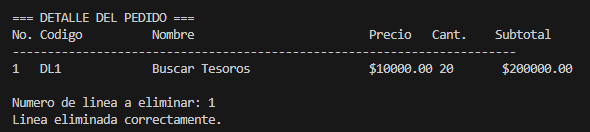 === DETALLE DEL PEDIDO ===
No. Codigo Nombre Precio Cant. Subtotal
--------------------------------------------------------------------------------
1 DL1 Buscar Tesoros $10000.00 20 $200000.00
Numero de linea a eliminar: 1
Linea eliminada correctamente.